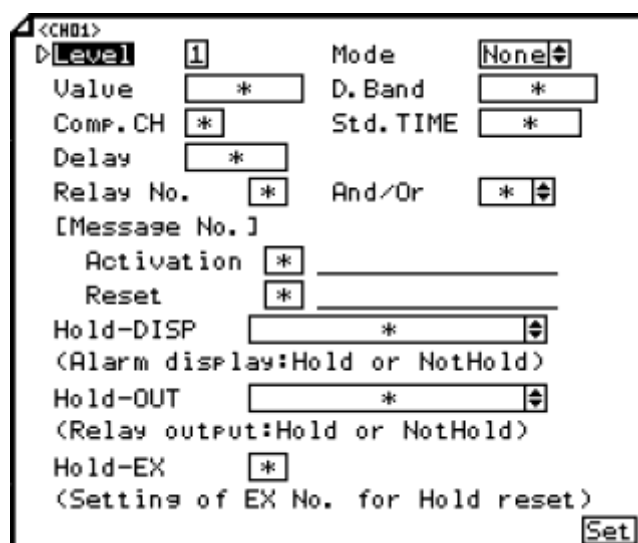 <CH01>
Level 1 Mode None
Value * D.Band *
Comp.CH * Std.TIME *
Delay *
Relay No. * And/Or *
[Message No.]
Activation *
Reset *
Hold-DISP *
(Alarm display:Hold or NotHold)
Hold-OUT *
(Relay output:Hold or NotHold)
Hold-EX *
(Setting of EX No. for Hold reset)
Set